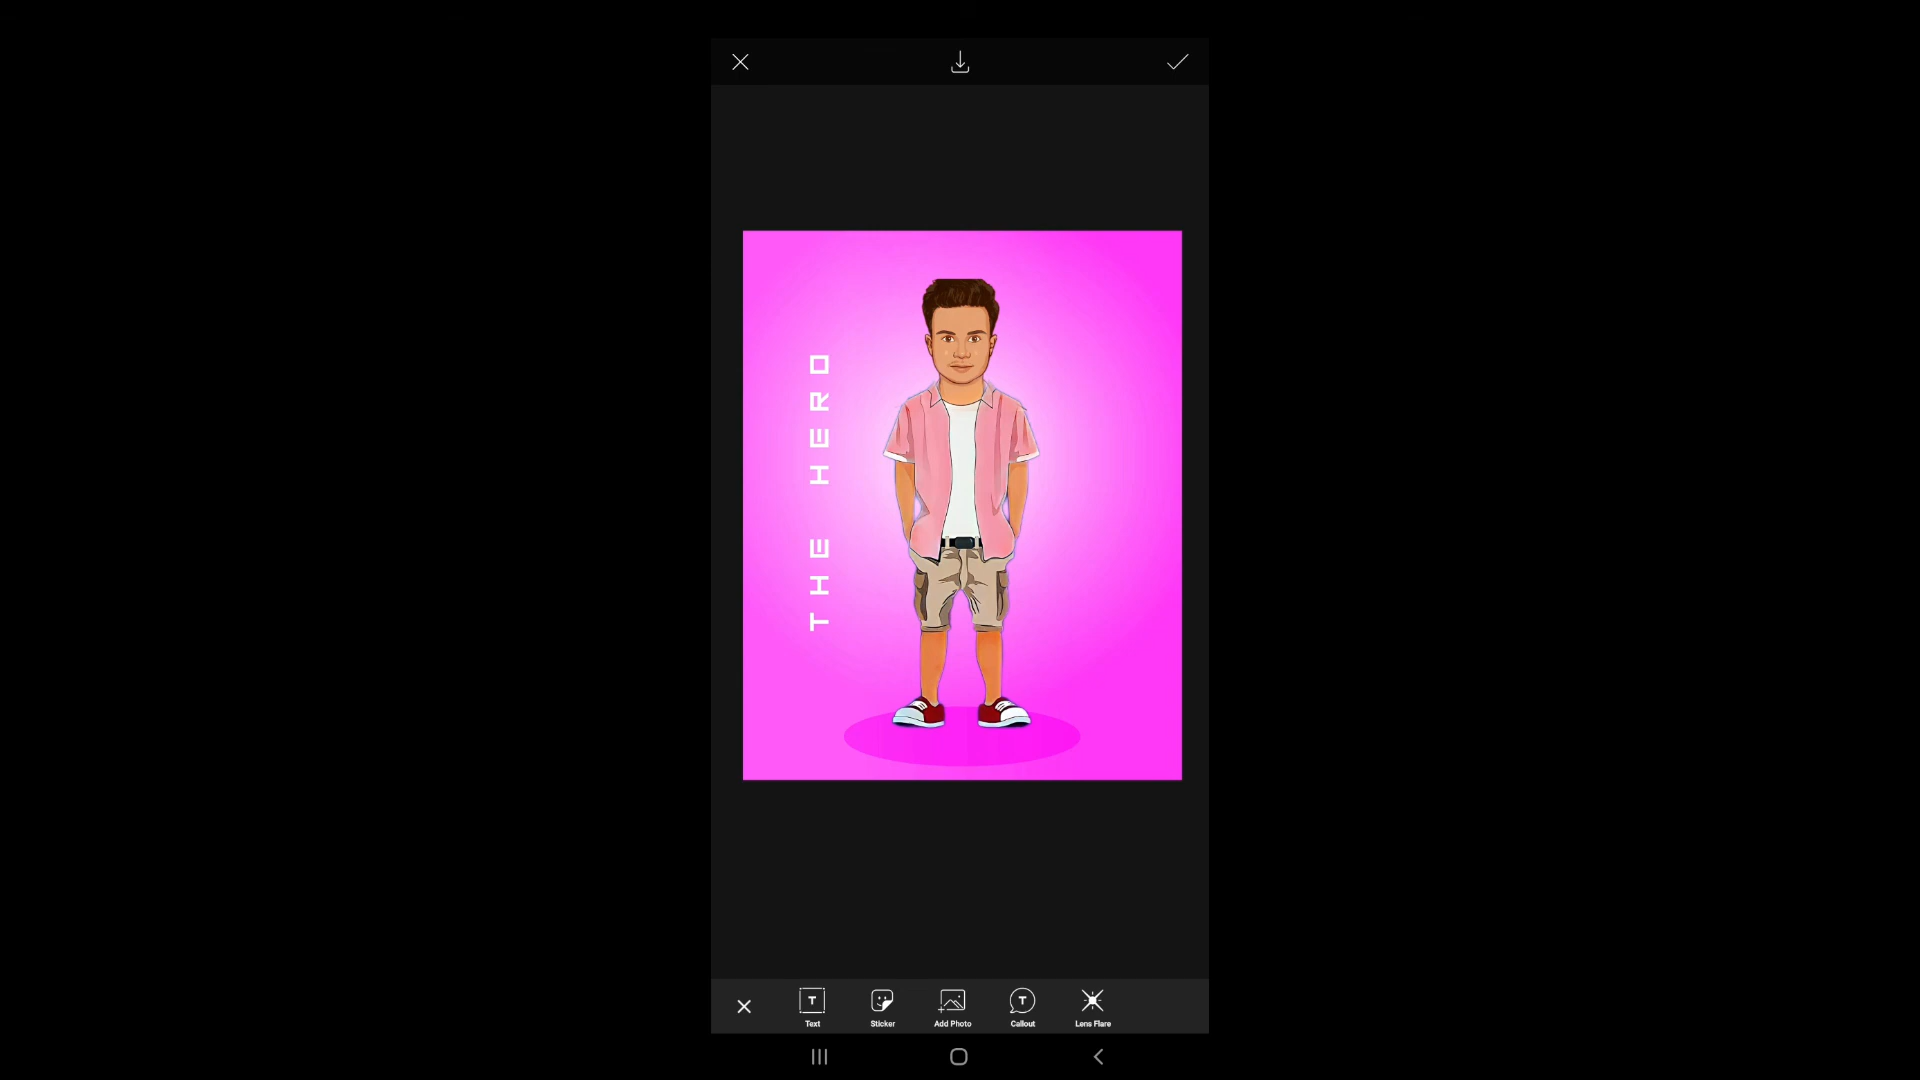 THE HERO
Text
Sticker
Add Photo
Callout
Lens Flare